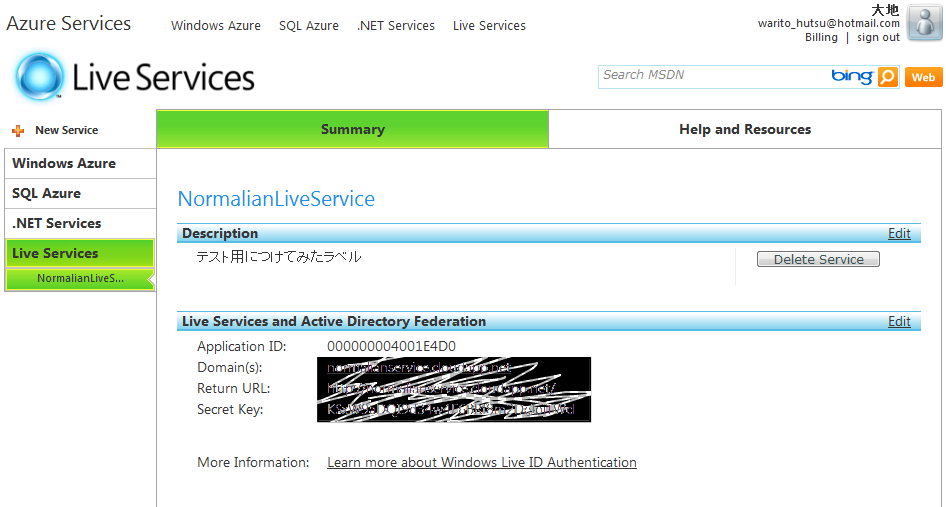 Azure Services
Windows Azure SQL Azure .NET Services Live Services
大地
warito_hutsu@hotmail.com
Billing | sign out
Live Services
Search MSDN
bing
Web
New Service
Summary
Help and Resources
Windows Azure
SQL Azure
.NET Services
Live Services
NormalianLiveS...
NormalianLiveService
Description
Edit
テスト用につけてみたラベル
Delete Service
Live Services and Active Directory Federation
Edit
Application ID: 000000004001E4D0
Domain(s):
Return URL:
Secret Key:
More Information: Learn more about Windows Live ID Authentication